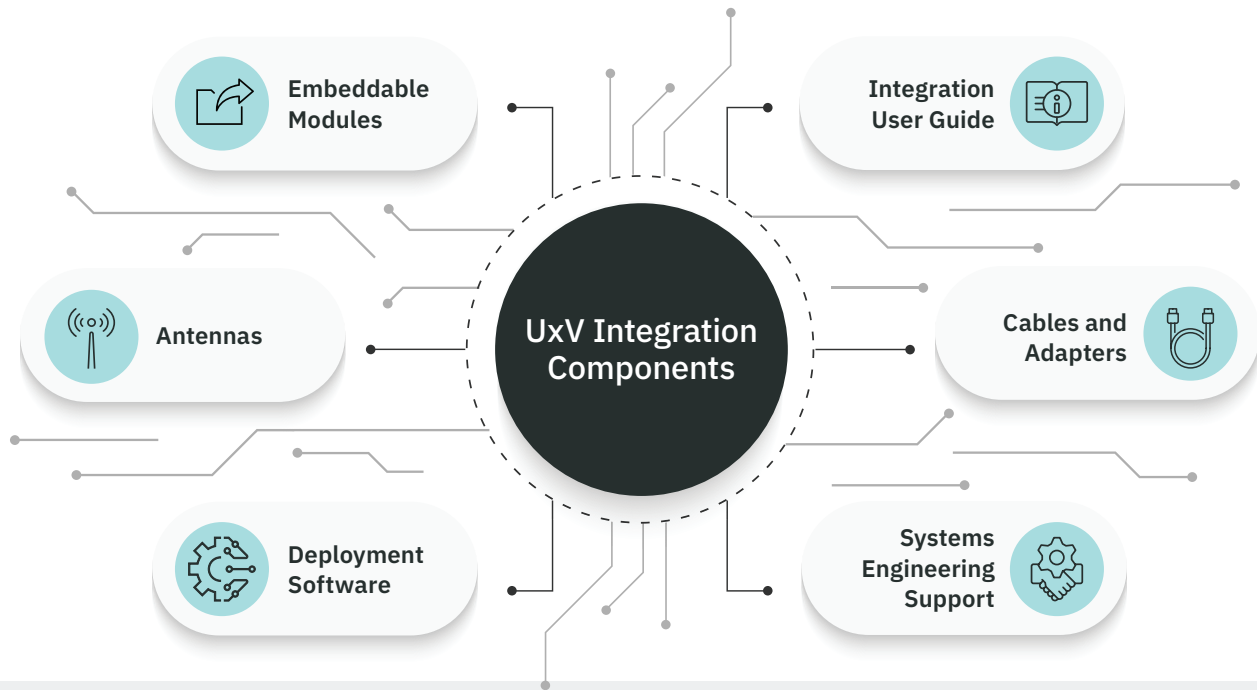 Embeddable
Modules
Integration
User Guide
Antennas
UxV Integration
Components
Cables and
Adapters
Deployment
Software
Systems
Engineering
Support